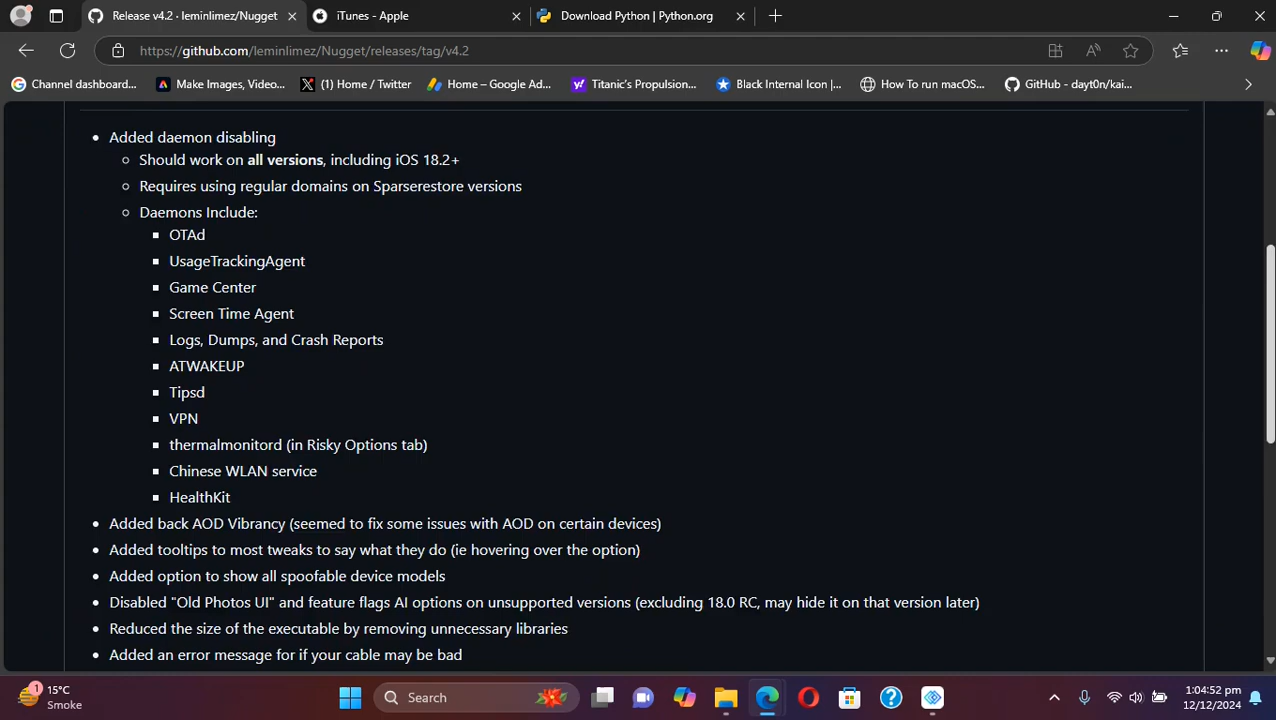 Release v4.2 · leminlimez/Nugget
iTunes - Apple
Download Python | Python.org
https://github.com/leminlimez/Nugget/releases/tag/v4.2
Channel dashboard...
Make Images, Video...
(1) Home / Twitter
Home – Google Ad...
Titanic's Propulsion...
Black Internal Icon |...
How To run macOS...
GitHub - dayt0n/kai...
Added daemon disabling
Should work on all versions, including iOS 18.2+
Requires using regular domains on Sparserestore versions
Daemons Include:
OTAd
UsageTrackingAgent
Game Center
Screen Time Agent
Logs, Dumps, and Crash Reports
ATWAKEUP
Tipsd
VPN
thermalmonitord (in Risky Options tab)
Chinese WLAN service
HealthKit
Added back AOD Vibrancy (seemed to fix some issues with AOD on certain devices)
Added tooltips to most tweaks to say what they do (ie hovering over the option)
Added option to show all spoofable device models
Disabled "Old Photos UI" and feature flags AI options on unsupported versions (excluding 18.0 RC, may hide it on that version later)
Reduced the size of the executable by removing unnecessary libraries
Added an error message for if your cable may be bad
1
15°C
Smoke
Search
1:04:52 pm
12/12/2024